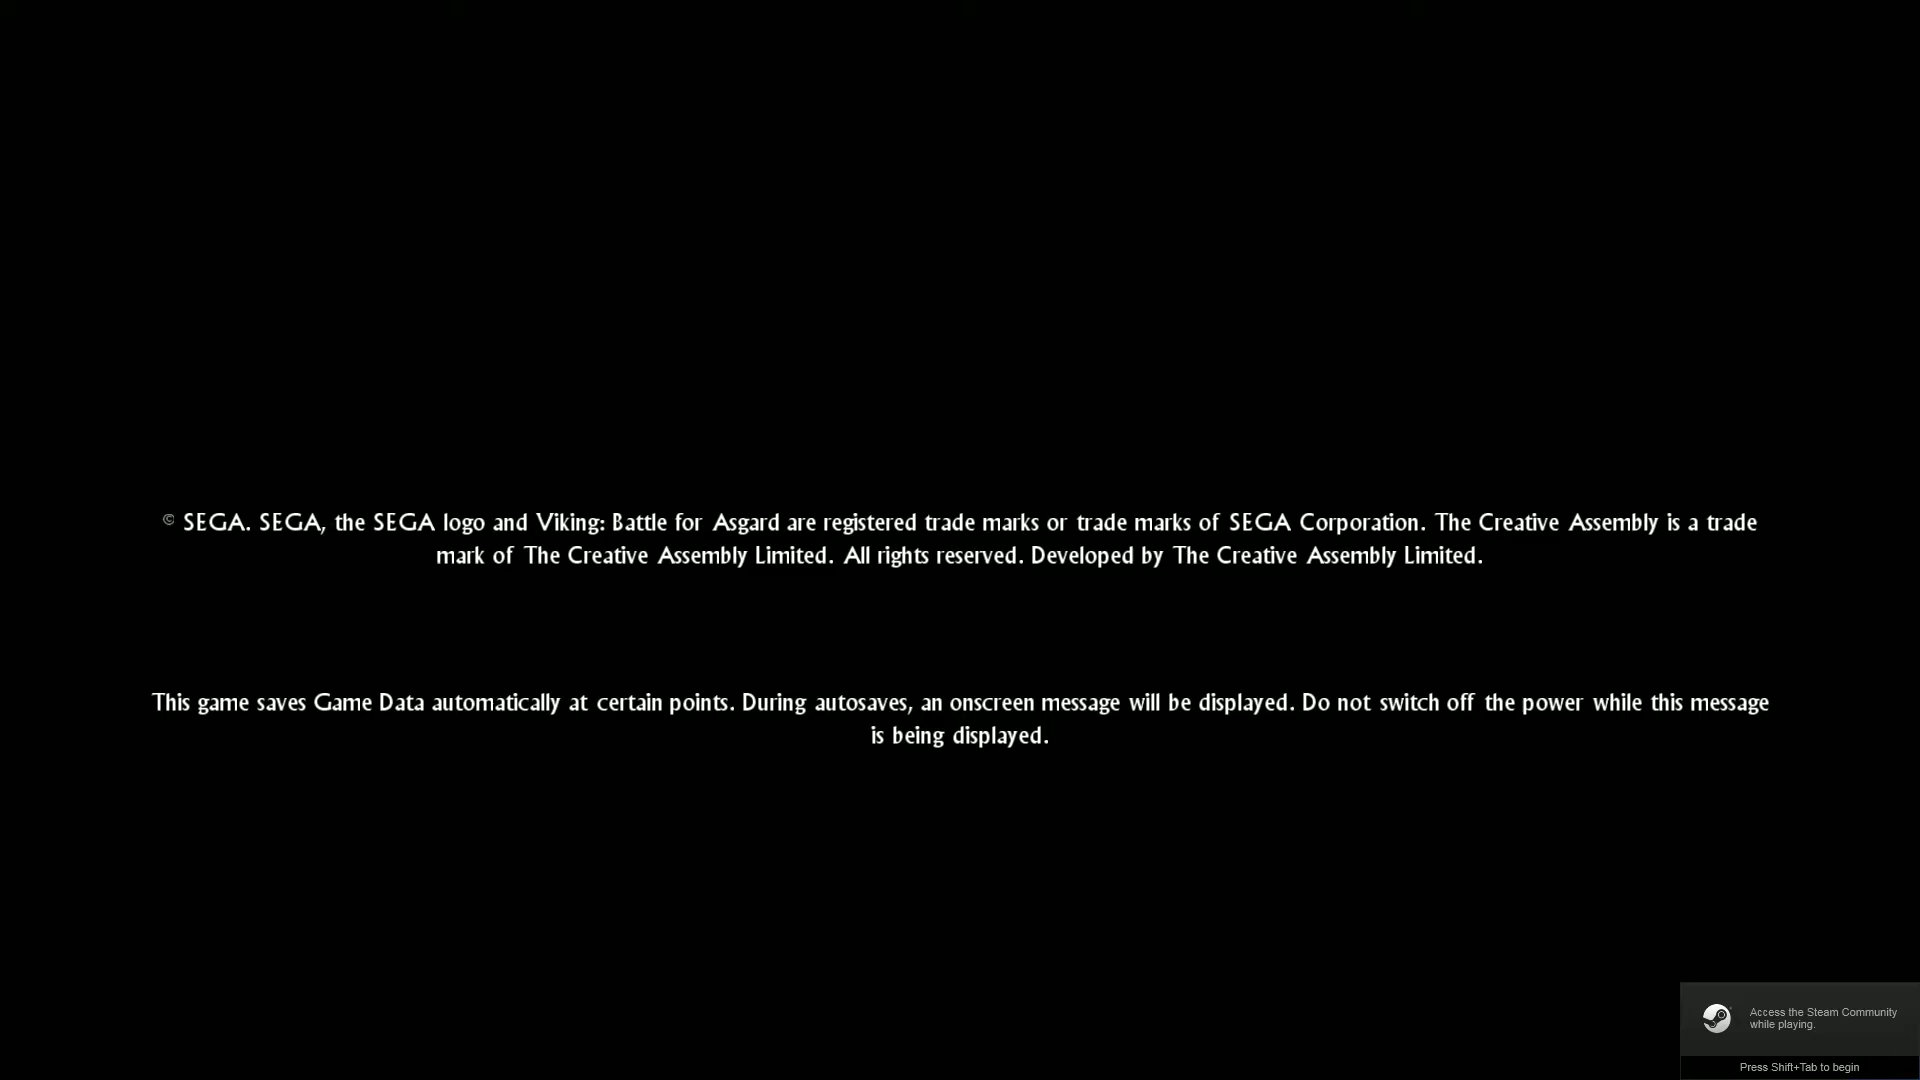 © SEGA. SEGA, the SEGA logo and Viking: Battle for Asgard are registered trade marks or trade marks of SEGA Corporation. The Creative Assembly is a trade
mark of The Creative Assembly Limited. All rights reserved. Developed by The Creative Assembly Limited.
This game saves Game Data automatically at certain points. During autosaves, an onscreen message will be displayed. Do not switch off the power while this message
is being displayed.
Access the Steam Community
while playing.
Press Shift+Tab to begin